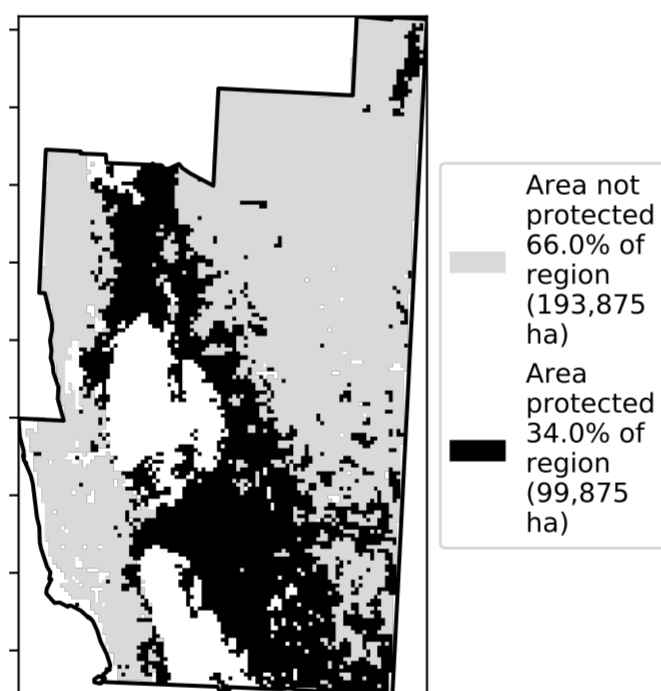 Area not
protected
66.0% of
region
(193,875
ha)
Area
protected
34.0% of
region
(99,875
ha)